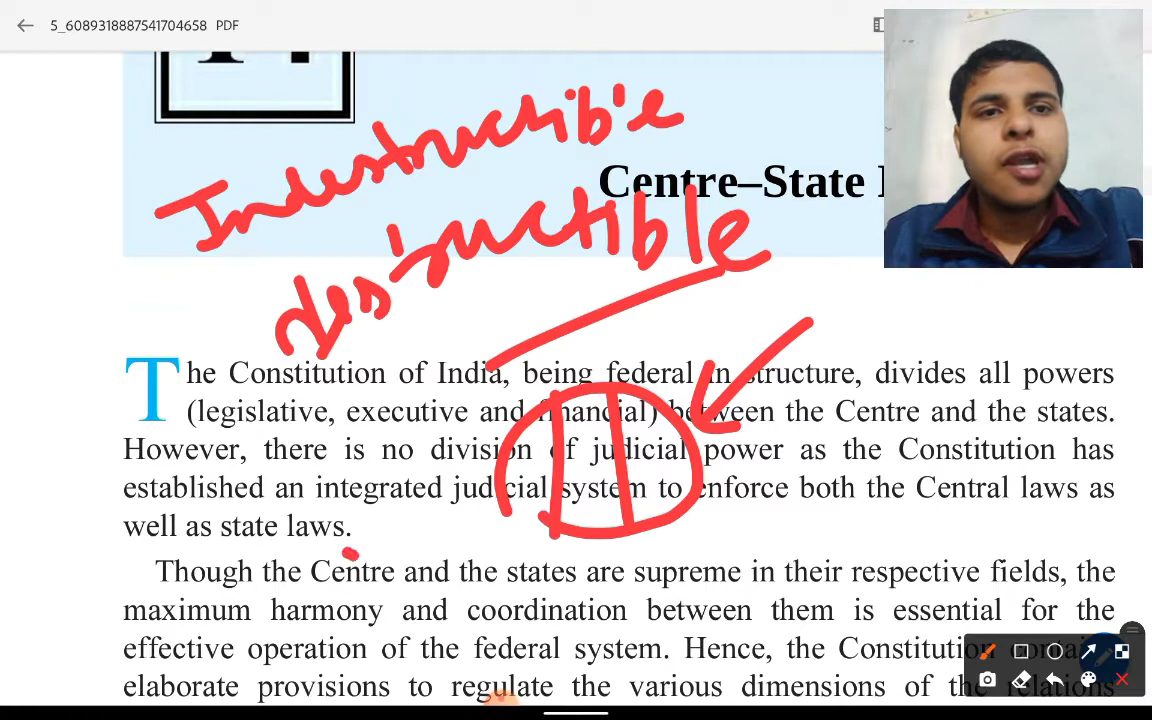 5_6089318887541704658 PDF
Indestructible
Centre–State
destructible
The Constitution of India, being federal in structure, divides all powers
(legislative, executive and financial) between the Centre and the states.
However, there is no division of judicial power as the Constitution has
established an integrated judicial system to enforce both the Central laws as
well as state laws.
Though the Centre and the states are supreme in their respective fields, the
maximum harmony and coordination between them is essential for the
effective operation of the federal system. Hence, the Constitution
elaborate provisions to regulate the various dimensions of the relations